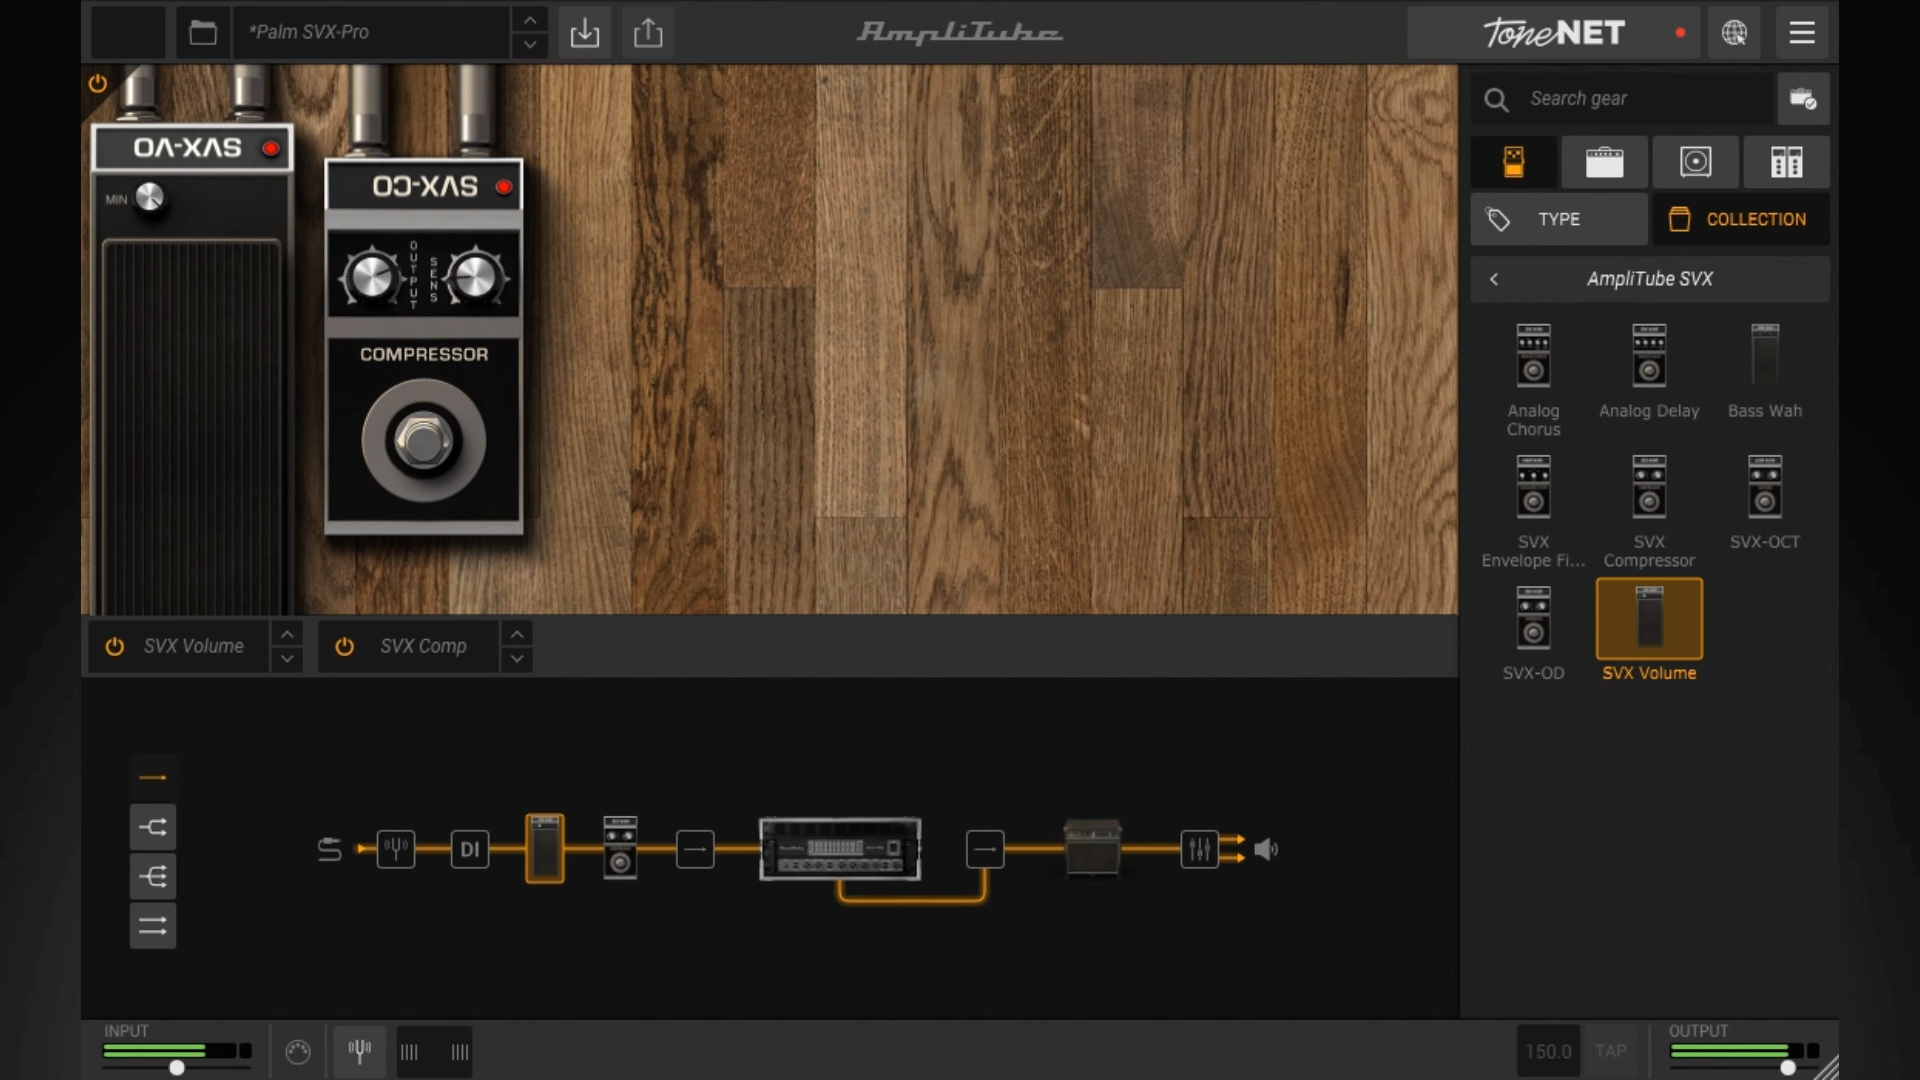 *Palm SVX-Pro
AmpliTube
ToneNET
SVX-VO
MIN
SVX-CO
OUTPUT
SENS
COMPRESSOR
Search gear
TYPE
COLLECTION
AmpliTube SVX
Analog
Chorus
Analog Delay
Bass Wah
SVX
Envelope Fi...
SVX
Compressor
SVX-OCT
SVX-OD
SVX Volume
SVX Volume
SVX Comp
DI
INPUT
150.0
TAP
OUTPUT